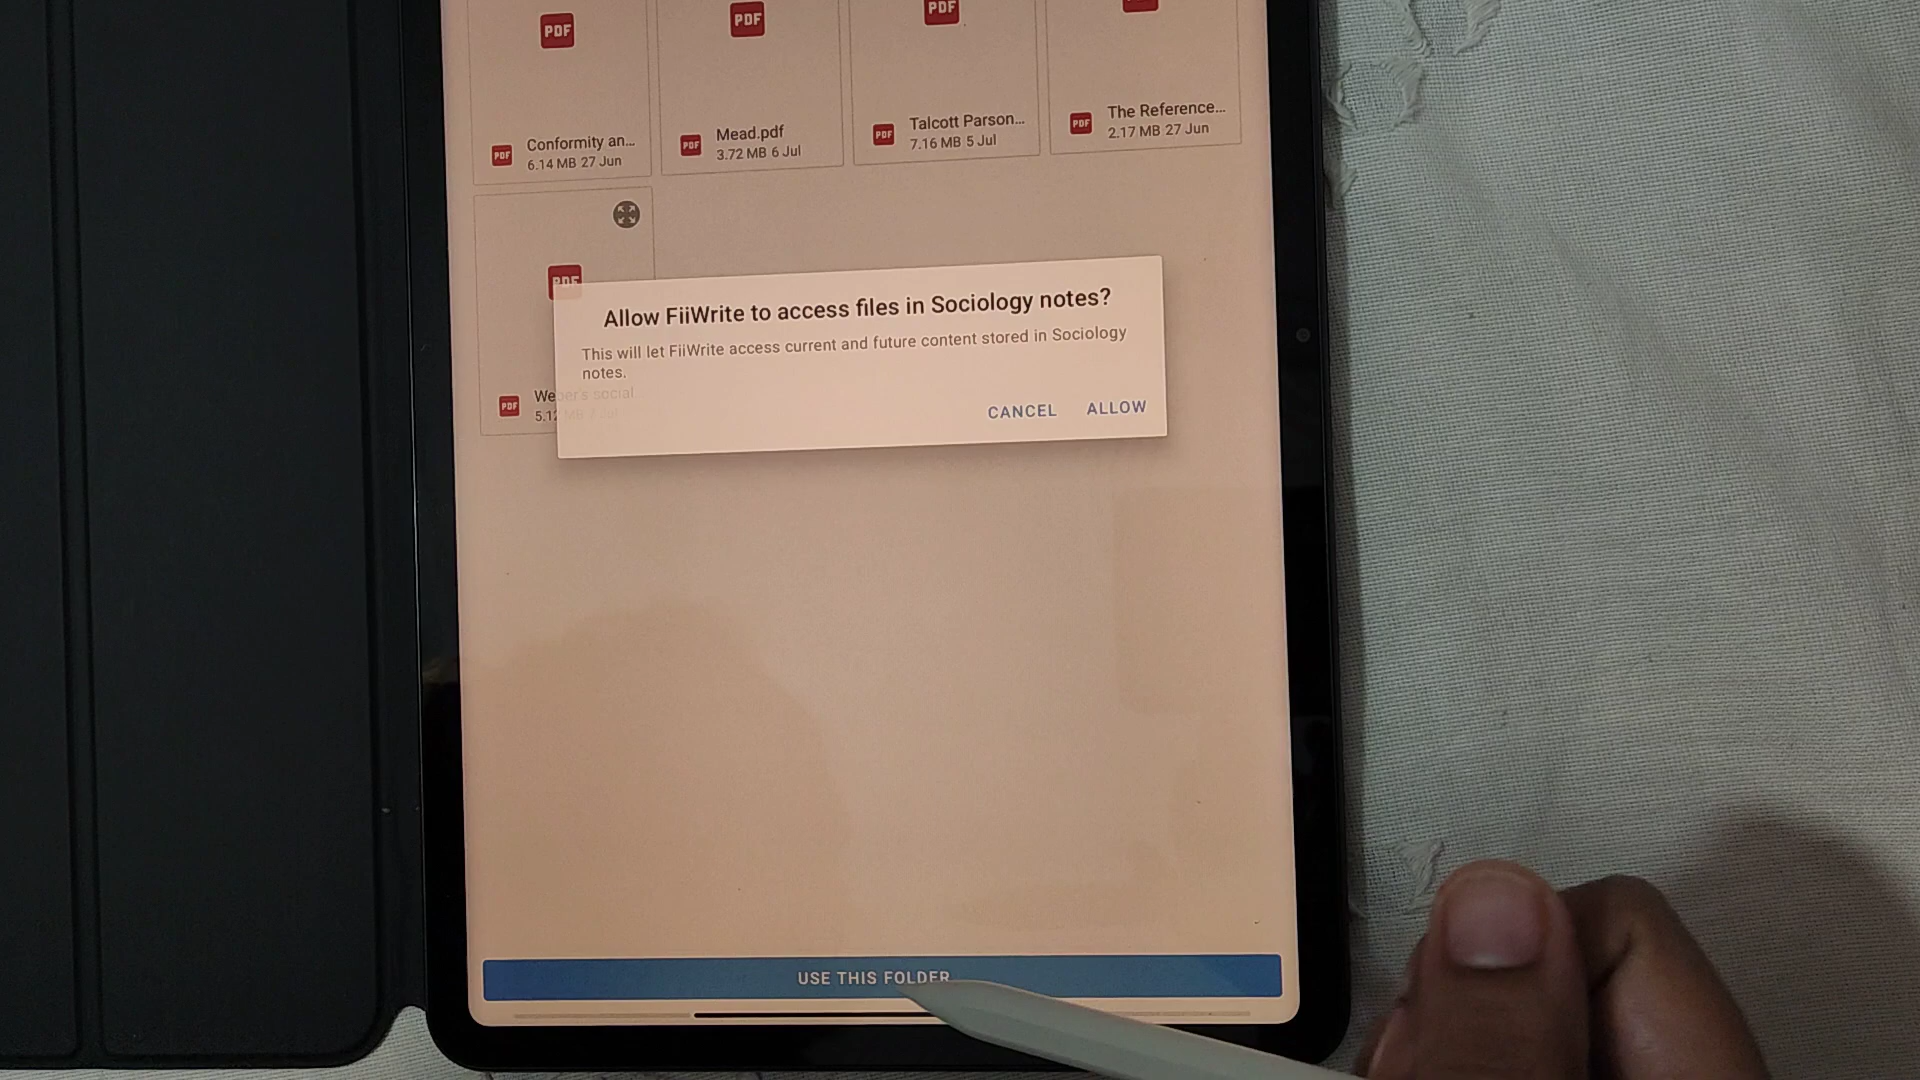 PDF
PDF
PDF
Conformity an...
PDF
6.14 MB 27 Jun
Mead.pdf
PDF
3.72 MB 6 Jul
Talcott Parson...
PDF
7.16 MB 5 Jul
The Reference...
PDF
2.17 MB 27 Jun
PDF
Weber's social
PDF
5.12 MB
Allow FiiWrite to access files in Sociology notes?
This will let FiiWrite access current and future content stored in Sociology
notes.
CANCEL ALLOW
USE THIS FOLDER